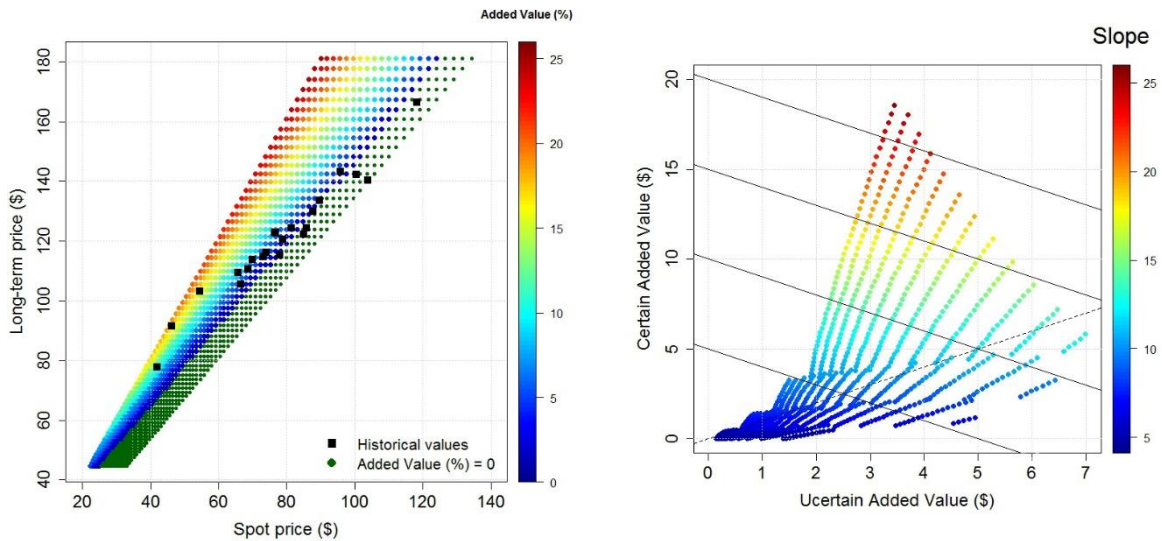 Added Value (%)
Long-term price ($)
180
160
140
120
100
80
60
40
20 40 60 80 100 120 140
Spot price ($)
Historical values
Added Value (%) = 0
25
20
15
10
5
0
Slope
Certain Added Value ($)
20
15
10
5
0
0 1 2 3 4 5 6 7
Ucertain Added Value ($)
25
20
15
10
5